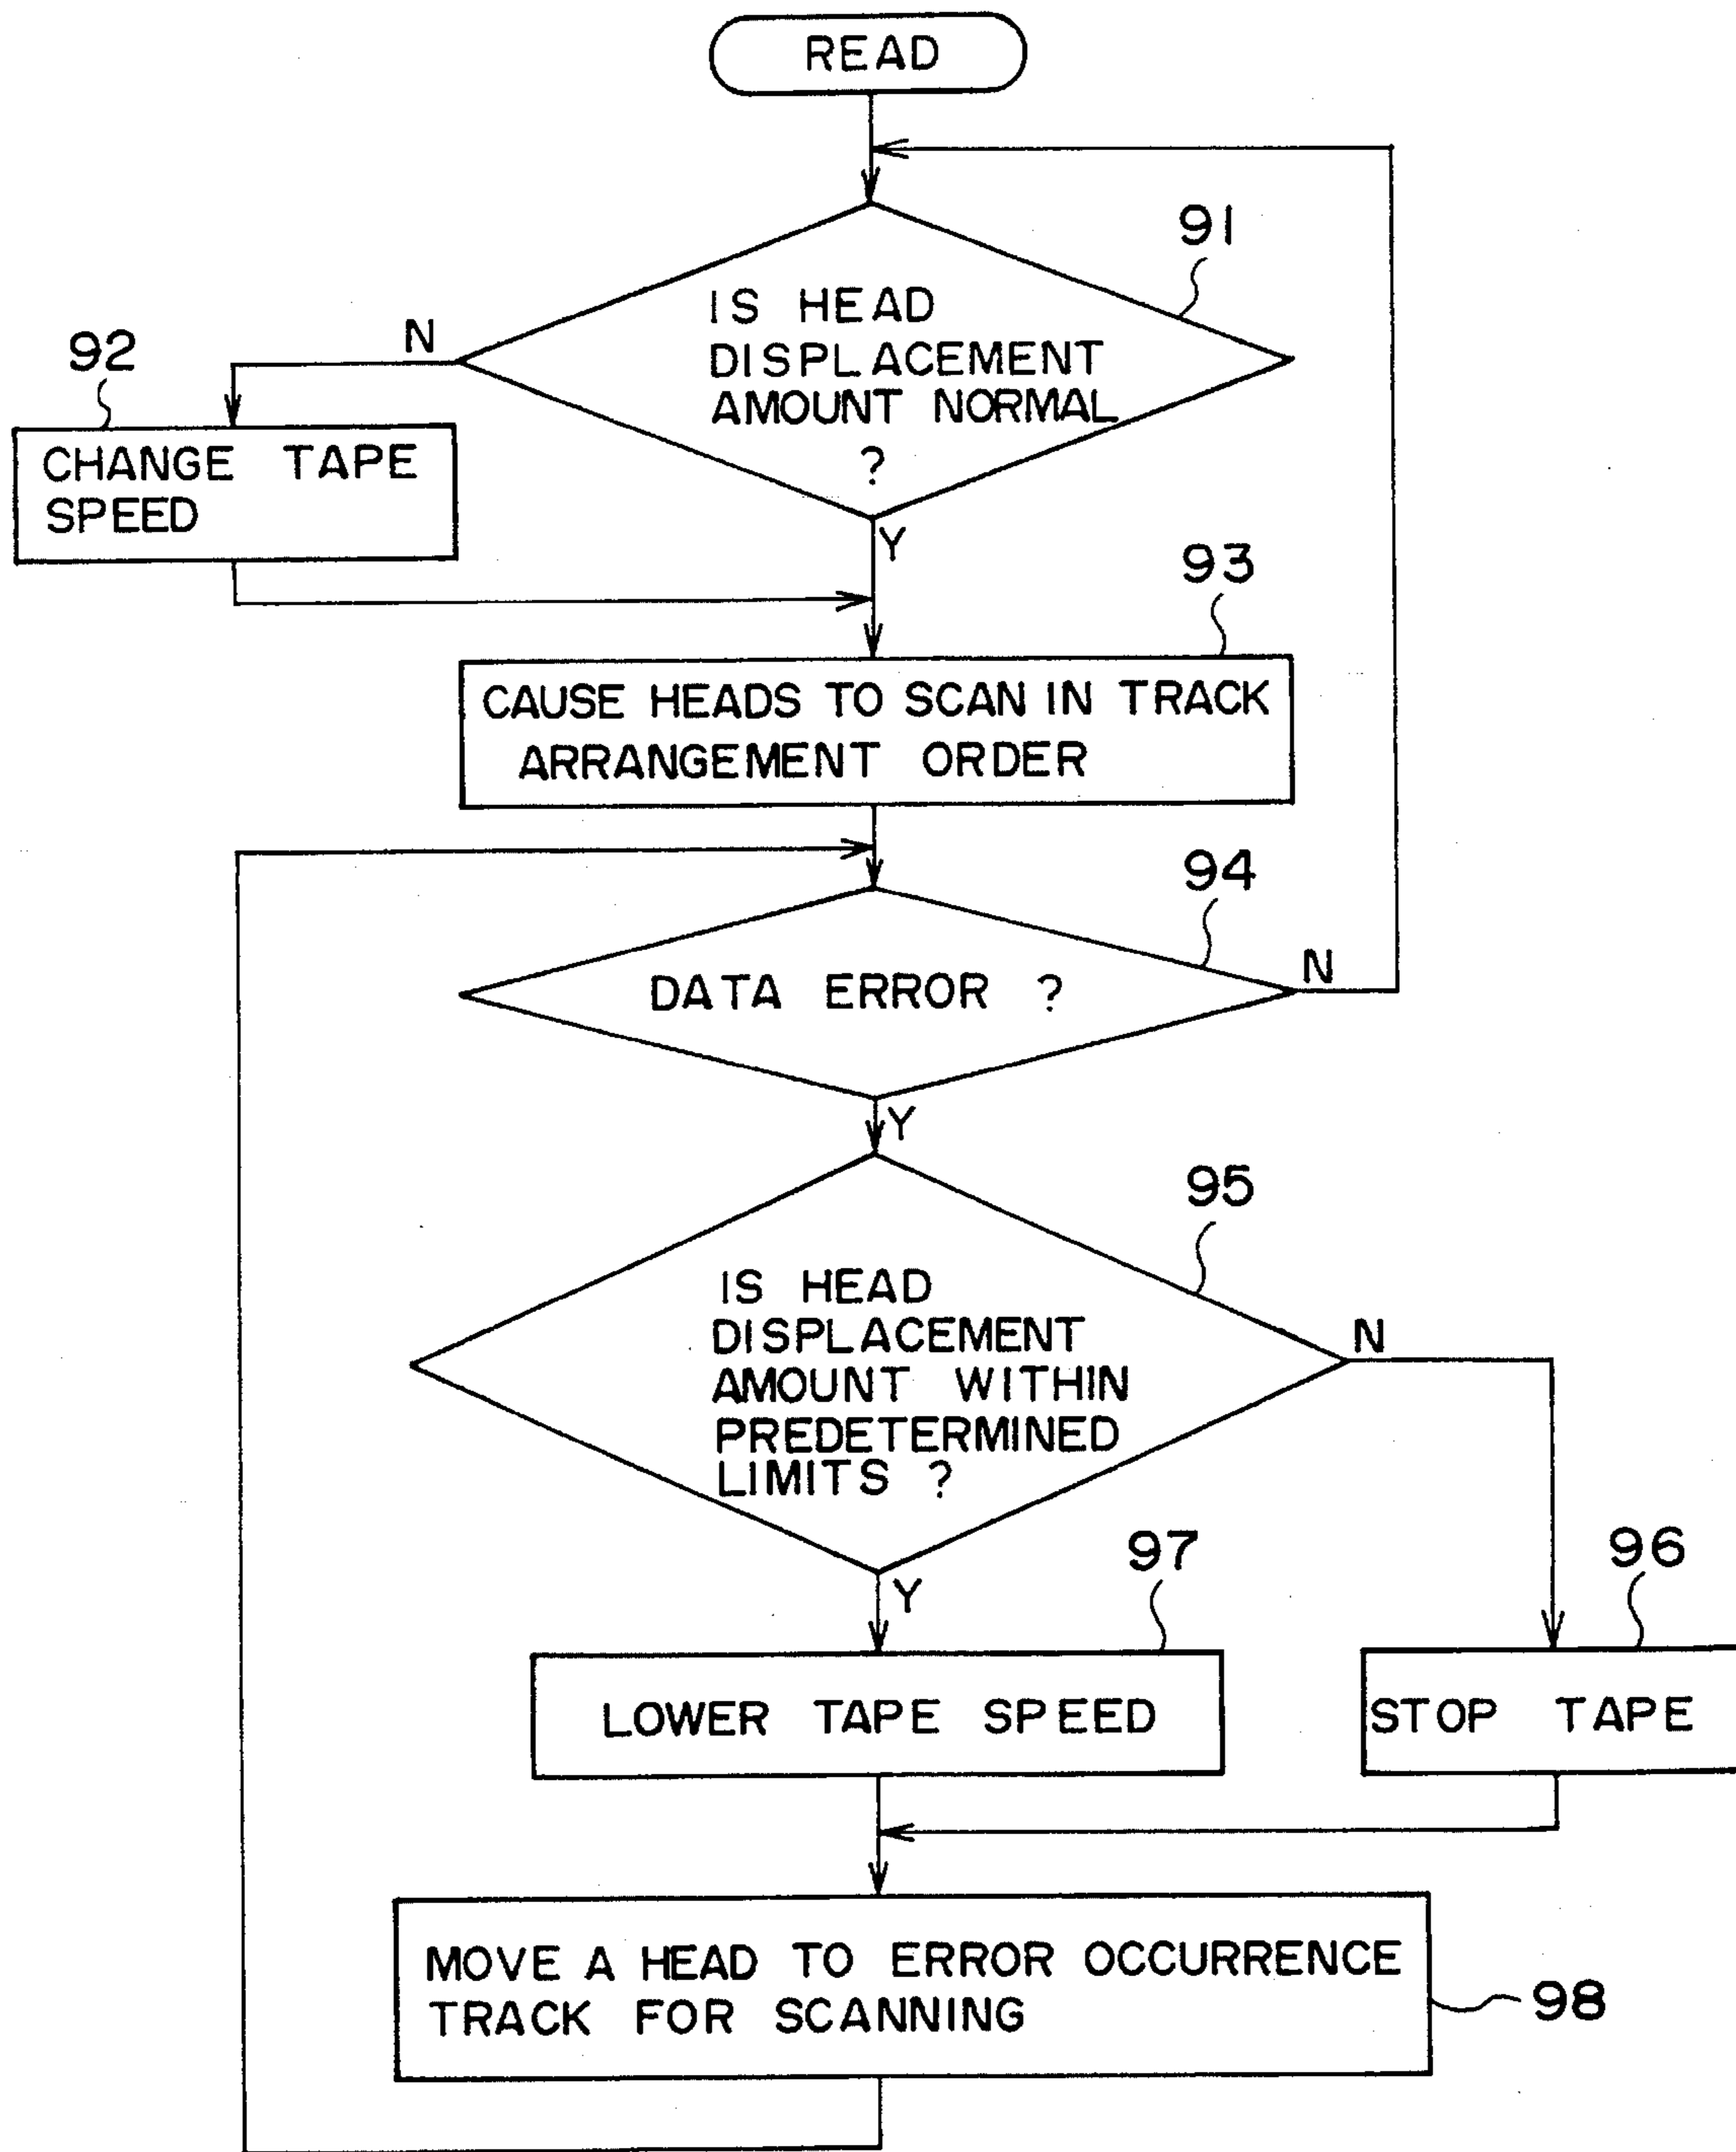 READ
91
IS HEAD
DISPLACEMENT
AMOUNT NORMAL
?
N
92
CHANGE TAPE
SPEED
Y
93
CAUSE HEADS TO SCAN IN TRACK
ARRANGEMENT ORDER
94
DATA ERROR ?
N
Y
95
IS HEAD
DISPLACEMENT
AMOUNT WITHIN
PREDETERMINED
LIMITS ?
N
Y
97
LOWER TAPE SPEED
96
STOP TAPE
MOVE A HEAD TO ERROR OCCURRENCE
TRACK FOR SCANNING
98